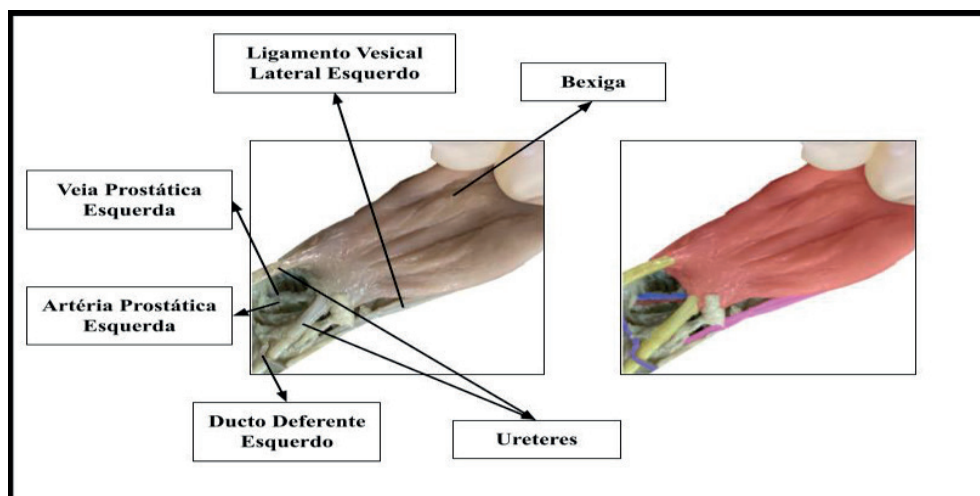 Ligamento Vesical
Lateral Esquerdo
Bexiga
Veia Prostática
Esquerda
Artéria Prostática
Esquerda
Ducto Deferente
Esquerdo
Ureteres